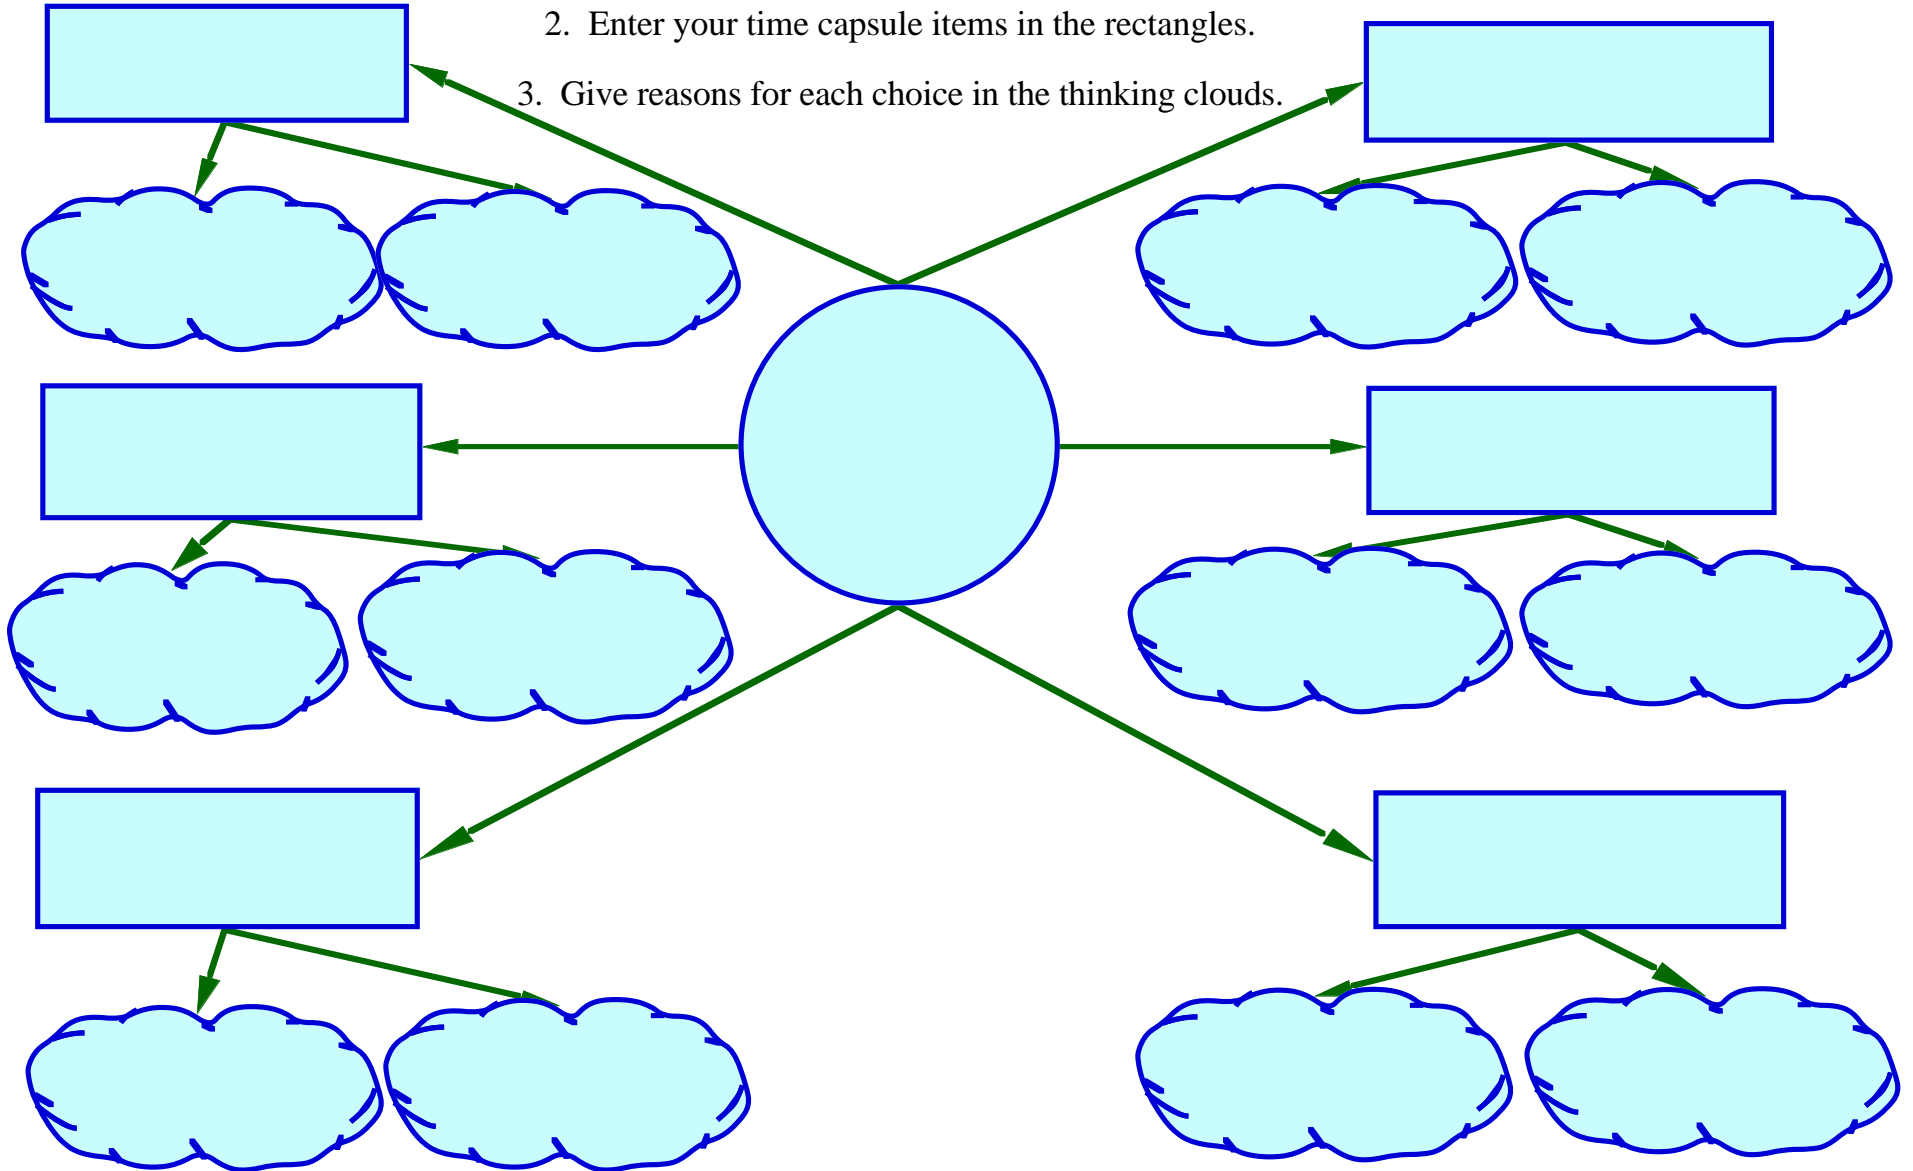 2. Enter your time capsule items in the rectangles.
3. Give reasons for each choice in the thinking clouds.